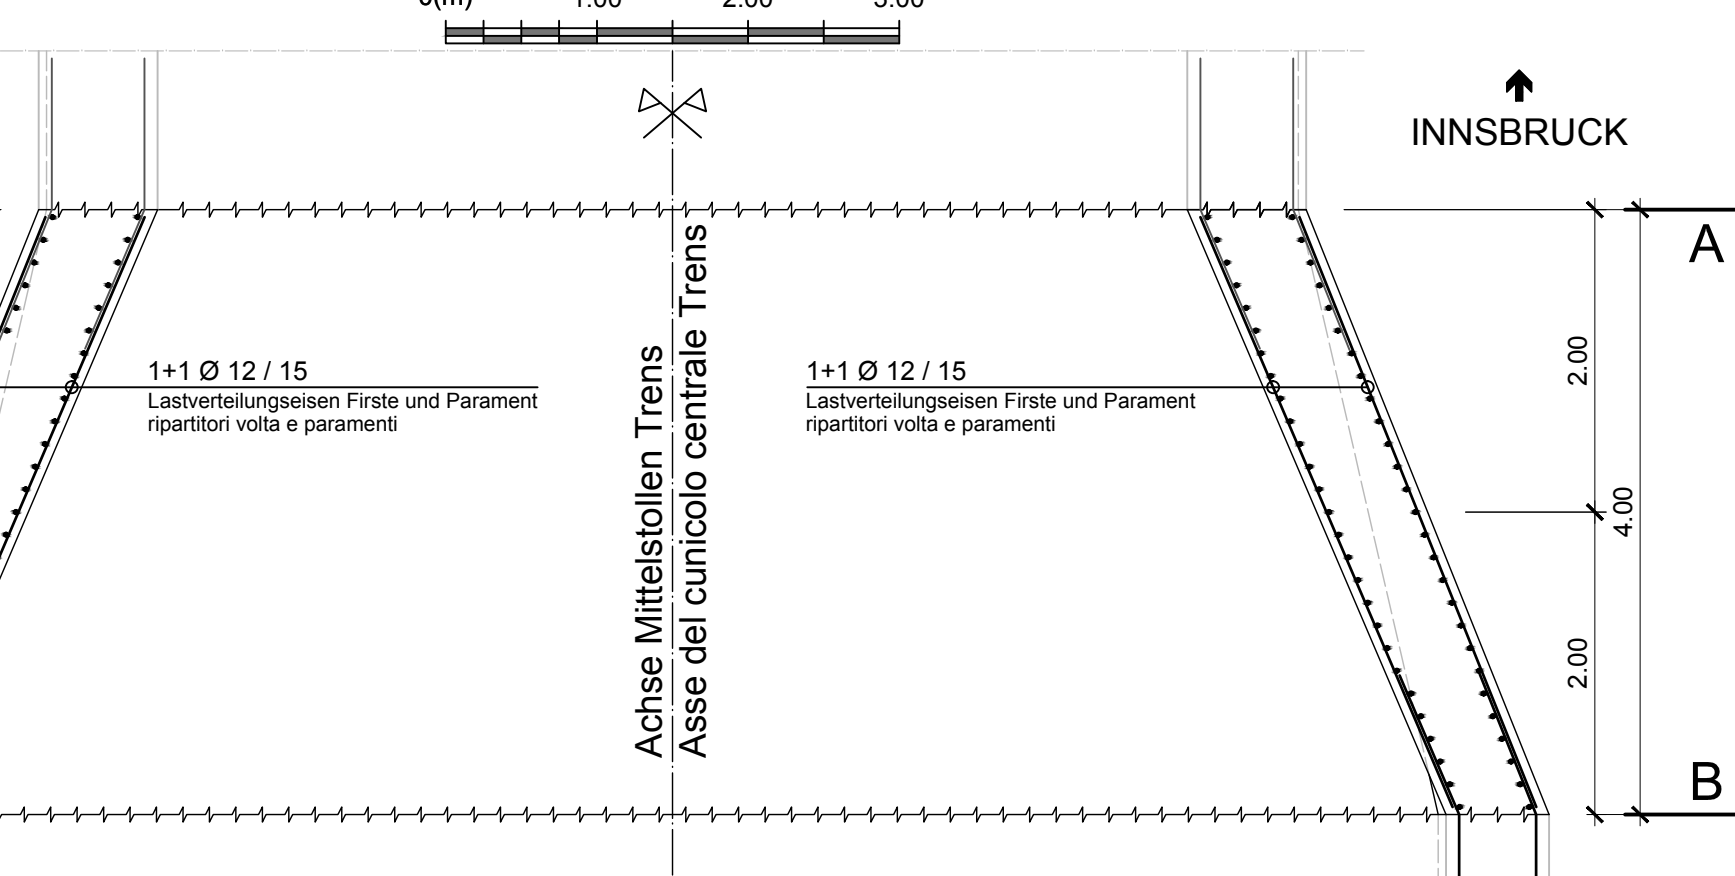 0(m) 1.00 2.00 3.00
INNSBRUCK
A
1+1 Ø 12 / 15
Lastverteilungseisen Firste und Parament
ripartitori volta e paramenti
Achse Mittelstollen Trens
Asse del cunicolo centrale Trens
1+1 Ø 12 / 15
Lastverteilungseisen Firste und Parament
ripartitori volta e paramenti
2.00
4.00
2.00
B